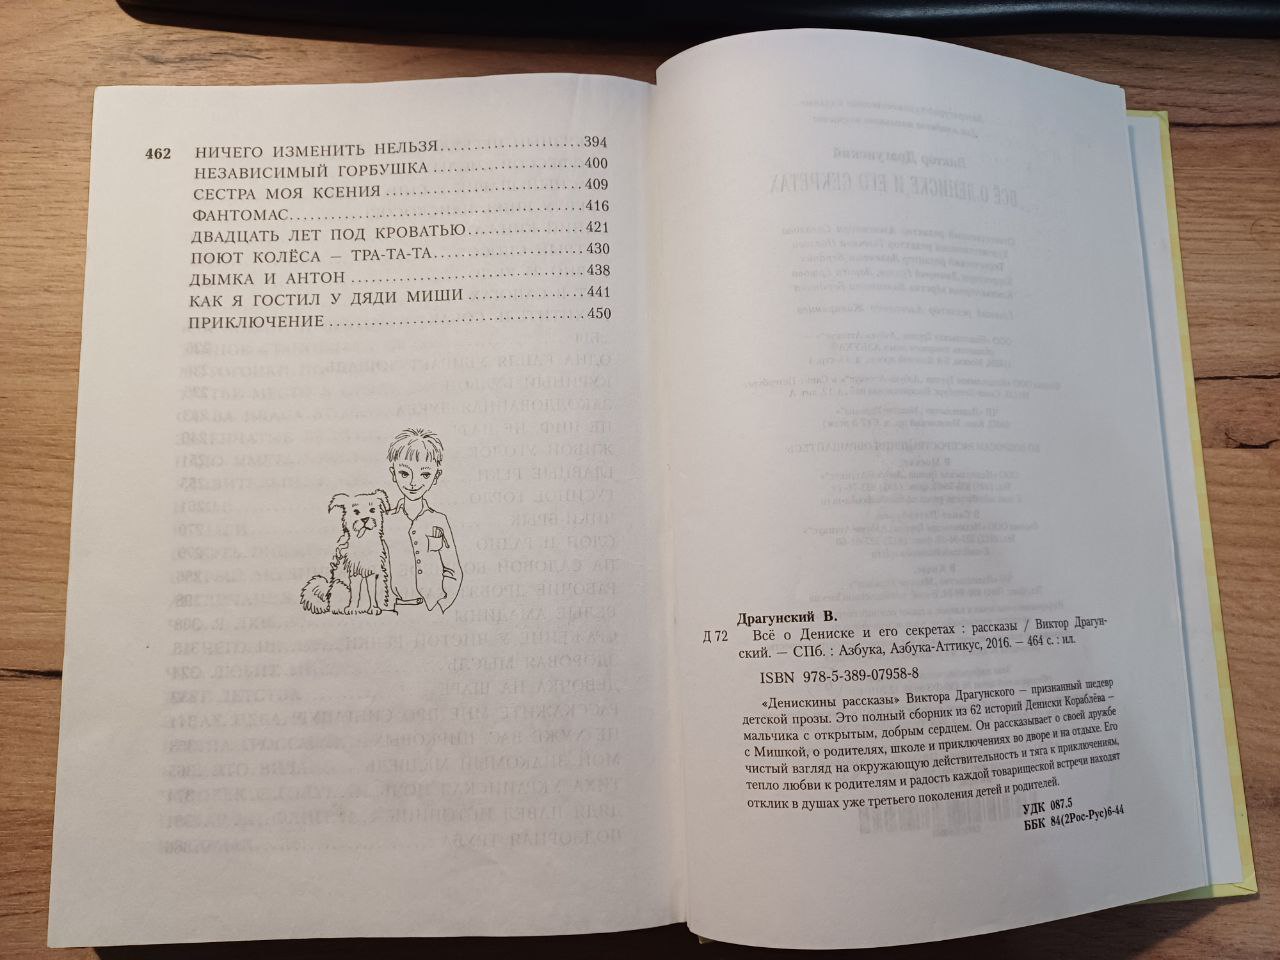 462
НИЧЕГО ИЗМЕНИТЬ НЕЛЬЗЯ........................394
НЕЗАВИСИМЫЙ ГОРБУШКА........................400
СЕСТРА МОЯ КСЕНИЯ........................409
ФАНТОМАС........................416
ДВАДЦАТЬ ЛЕТ ПОД КРОВАТЬЮ........................421
ПОЮТ КОЛЁСА — ТРА-ТА-ТА........................430
ДЫМКА И АНТОН........................438
КАК Я ГОСТИЛ У ДЯДИ МИШИ........................441
ПРИКЛЮЧЕНИЕ........................450
Драгунский В.
Д 72 Всё о Дениске и его секретах : рассказы / Виктор Драгун-
ский. — СПб. : Азбука, Азбука-Аттикус, 2016. — 464 с. : ил.
ISBN 978-5-389-07958-8
«Денискины рассказы» Виктора Драгунского — признанный шедевр
детской прозы. Это полный сборник из 62 историй Дениски Кораблёва —
мальчика с открытым, добрым сердцем. Он рассказывает о своей дружбе
с Мишкой, о родителях, школе и приключениях во дворе и на отдыхе. Его
чистый взгляд на окружающую действительность и тяга к приключениям,
тепло любви к родителям и радость каждой товарищеской встречи находят
отклик в душах уже третьего поколения детей и родителей.
УДК 087.5
ББК 84(2Рос-Рус)6-44